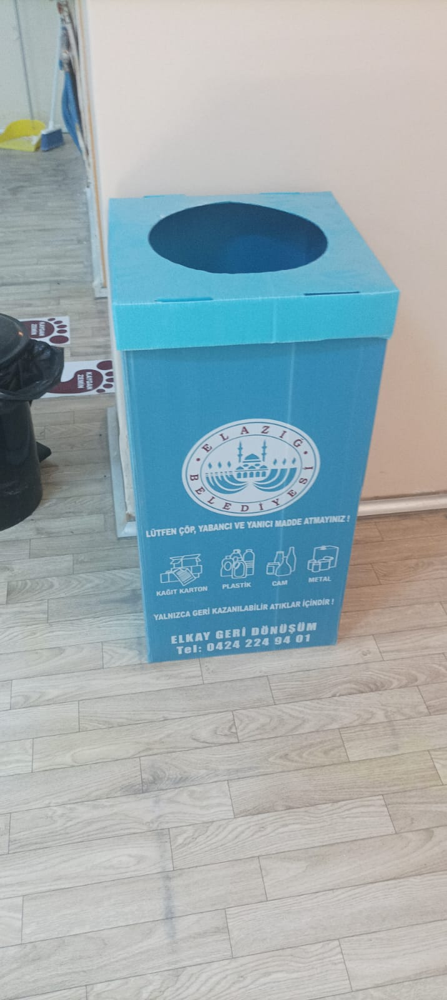 KAYGAN
ZEMİN
KAYGAN
ZEMİN
ELAZIĞ
BELEDİYESİ
LÜTFEN ÇÖP, YABANCI VE YANICI MADDE ATMAYINIZ !
KAĞIT KARTON PLASTİK CAM METAL
YALNIZCA GERİ KAZANILABİLİR ATIKLAR İÇİNDİR !
ELKAY GERİ DÖNÜŞÜM
Tel: 0424 224 94 01